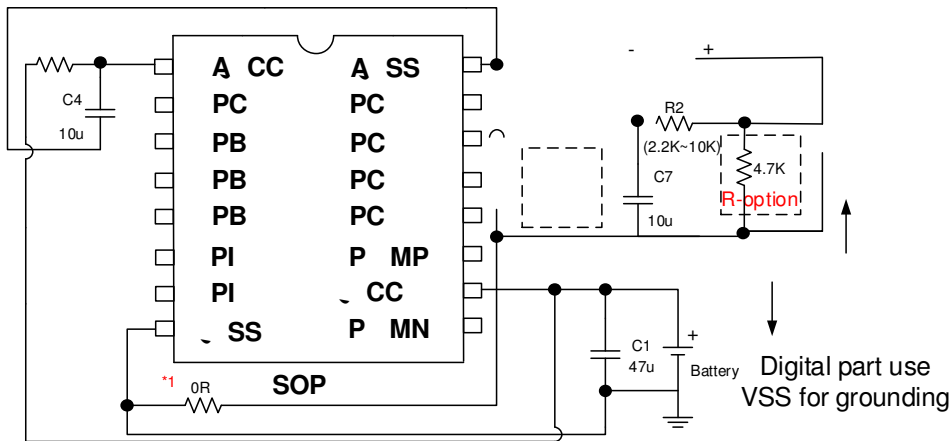 - +
A CC A SS
C4
10u
PC PC
R2
(2.2K~10K)
PB PC
C7
10u
4.7K
R-option
PB PC
PB PC
PI P MP
PI CC
SS P MN
C1
47u
+
Battery
*1 0R
SOP
Digital part use
VSS for grounding